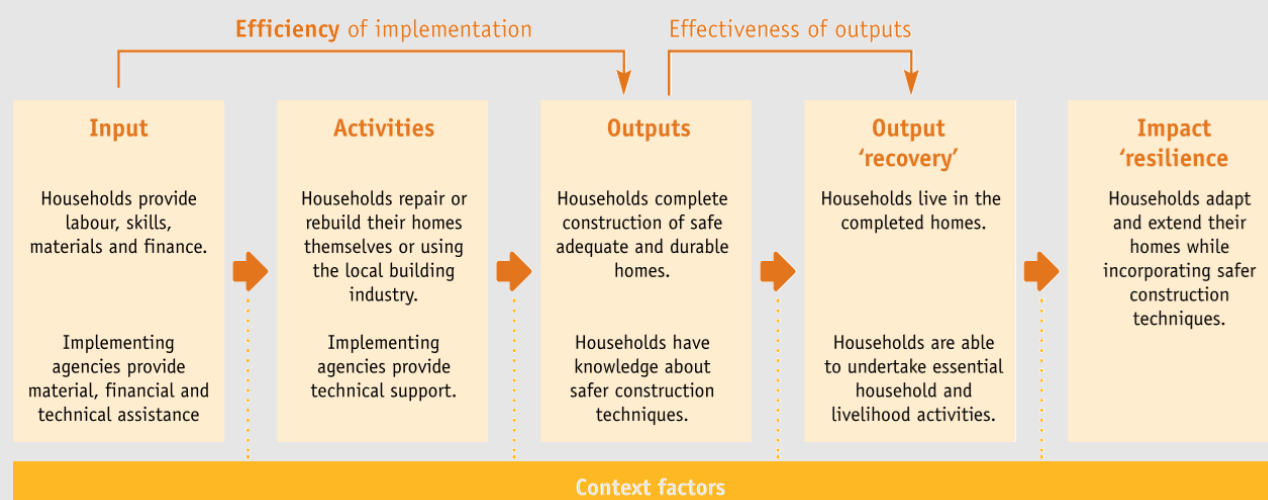 Efficiency of implementation
Effectiveness of outputs
Input
Households provide
labour, skills,
materials and finance.
Implementing
agencies provide
material, financial and
technical assistance
Activities
Households repair or
rebuild their homes
themselves or using
the local building
industry.
Implementing
agencies provide
technical support.
Outputs
Households complete
construction of safe
adequate and durable
homes.
Households have
knowledge about
safer construction
techniques.
Output
‘recovery’
Households live in the
completed homes.
Households are able
to undertake essential
household and
livelihood activities.
Impact
‘resilience
Households adapt
and extend their
homes while
incorporating safer
construction
techniques.
Context factors